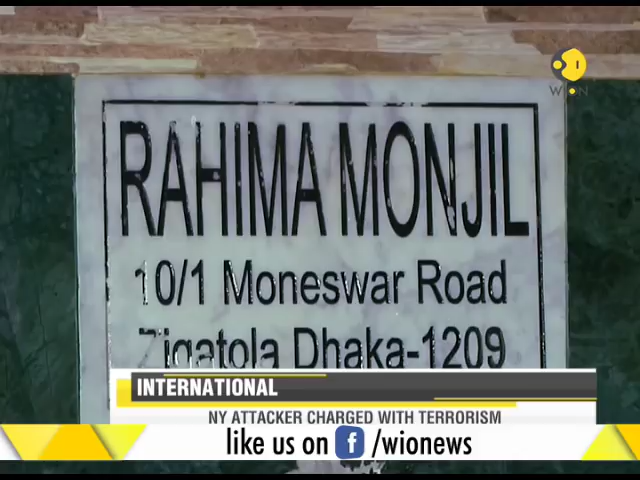 WION
RAHIMA MONJIL
10/1 Moneswar Road
Zigatola Dhaka-1209
INTERNATIONAL
NY ATTACKER CHARGED WITH TERRORISM
like us on f /wionews